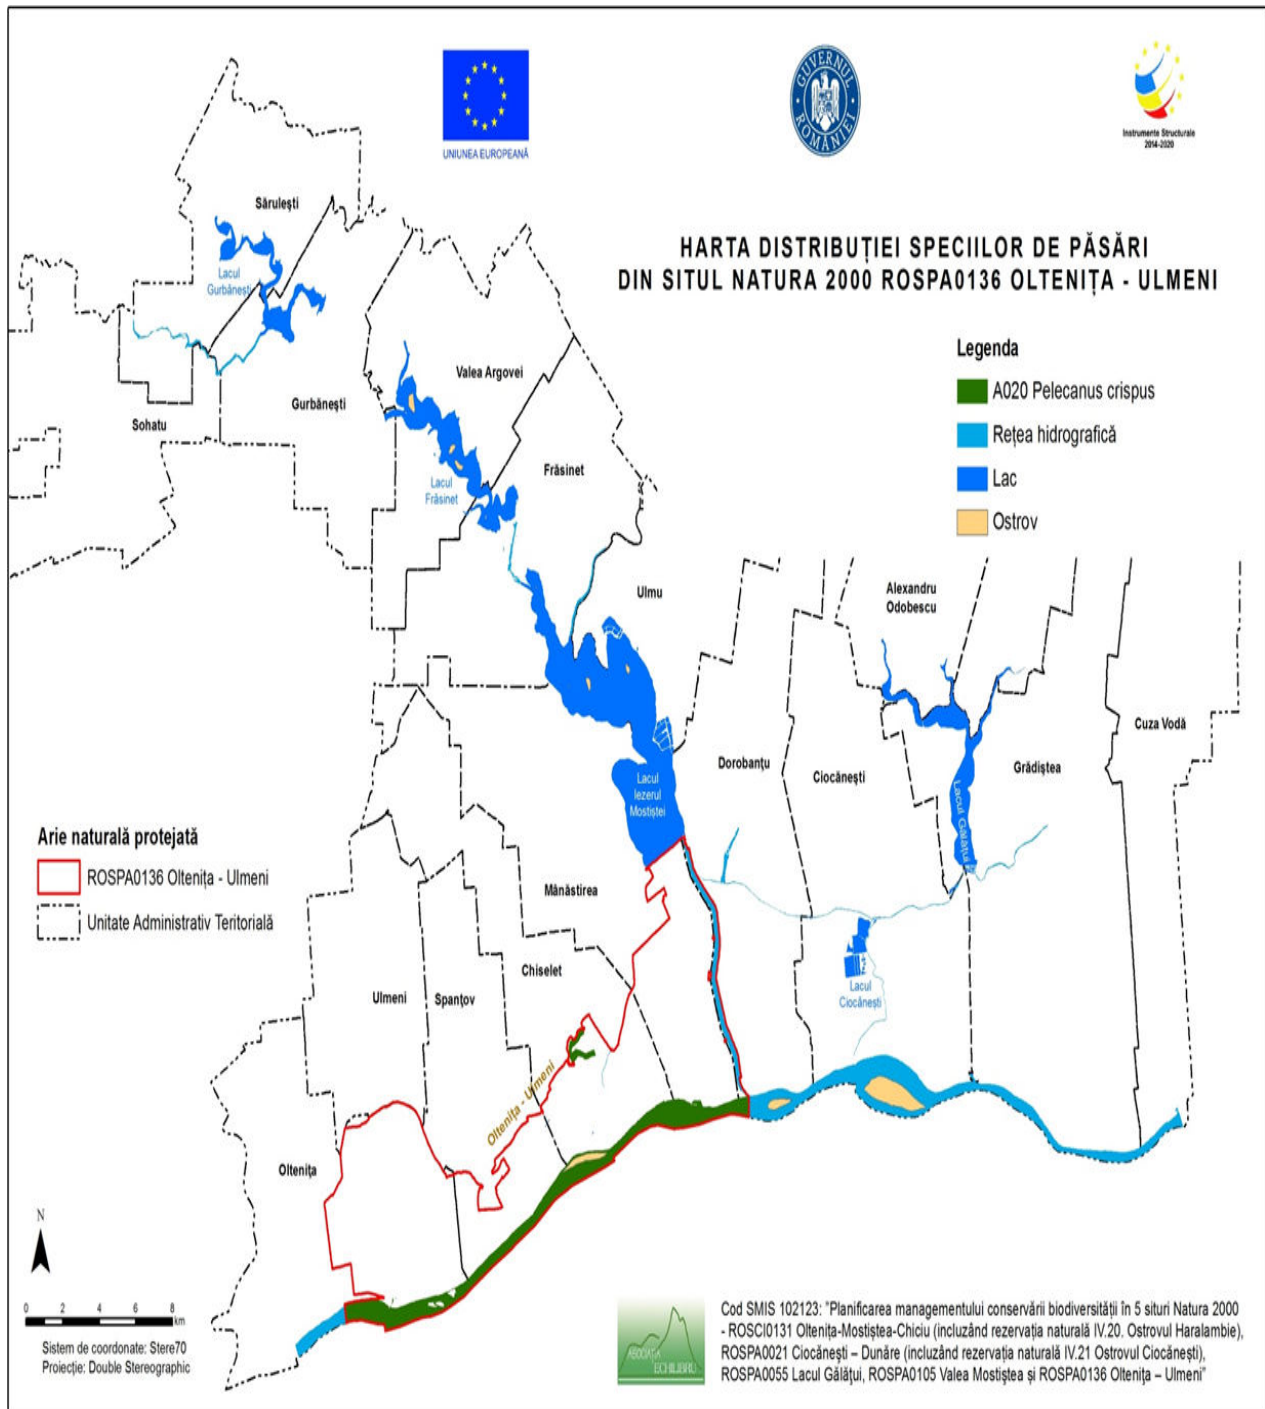 UNIUNEA EUROPEANĂ
GUVERNUL ROMÂNIEI
Instrumente Structurale
2014-2020
HARTA DISTRIBUȚIEI SPECIILOR DE PĂSĂRI
DIN SITUL NATURA 2000 ROSPA0136 OLTENIȚA - ULMENI
Legenda
A020 Pelecanus crispus
Rețea hidrografică
Lac
Ostrov
Sărulești
Lacul
Gurbănești
Valea Argovei
Gurbănești
Sohatu
Frăsinet
Lacul
Frăsinet
Ulmu
Alexandru
Odobescu
Cuza Vodă
Dorobanțu
Ciocănești
Grădiștea
Lacul
Iezerul
Mostiștei
Lacul Gălățui
Arie naturală protejată
ROSPA0136 Oltenița - Ulmeni
Unitate Administrativ Teritorială
Mânăstirea
Chiselet
Ulmeni
Spanțov
Lacul
Ciocănești
Oltenița - Ulmeni
Oltenița
N
0 2 4 6 8
km
Sistem de coordonate: Stere70
Proiecție: Double Stereographic
ASOCIAȚIA
ECHILIBRU
Cod SMIS 102123: "Planificarea managementului conservării biodiversității în 5 situri Natura 2000
- ROSCI0131 Oltenița-Mostiștea-Chiciu (incluzând rezervația naturală IV.20. Ostrovul Haralambie),
ROSPA0021 Ciocănești – Dunăre (incluzând rezervația naturală IV.21 Ostrovul Ciocănești),
ROSPA0055 Lacul Gălățui, ROSPA0105 Valea Mostiștea și ROSPA0136 Oltenița – Ulmeni"